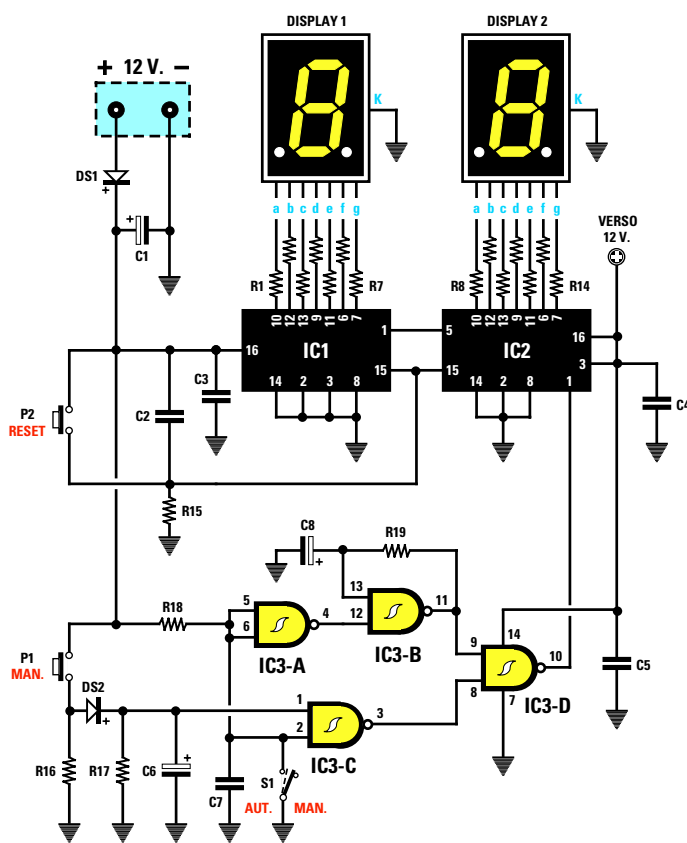 DISPLAY 1
DISPLAY 2
+ 12 V. −
K
K
DS1
+
+
C1
a b c d e f g
a b c d e f g
VERSO
12 V.
R1
R7
R8
R14
10 12 13 9 11 6 7
10 12 13 9 11 6 7
16
IC1
1
5
IC2
16
3
15
15
14 2 3 8
14 2 8
1
P2
RESET
C2
C3
C4
R15
C8
+
R19
R18
5
6
4
IC3-A
13
12
11
IC3-B
9
8
14
10
7
IC3-D
C5
P1
MAN.
DS2
+
1
2
3
IC3-C
R16
R17
C6
+
C7
S1
AUT.
MAN.